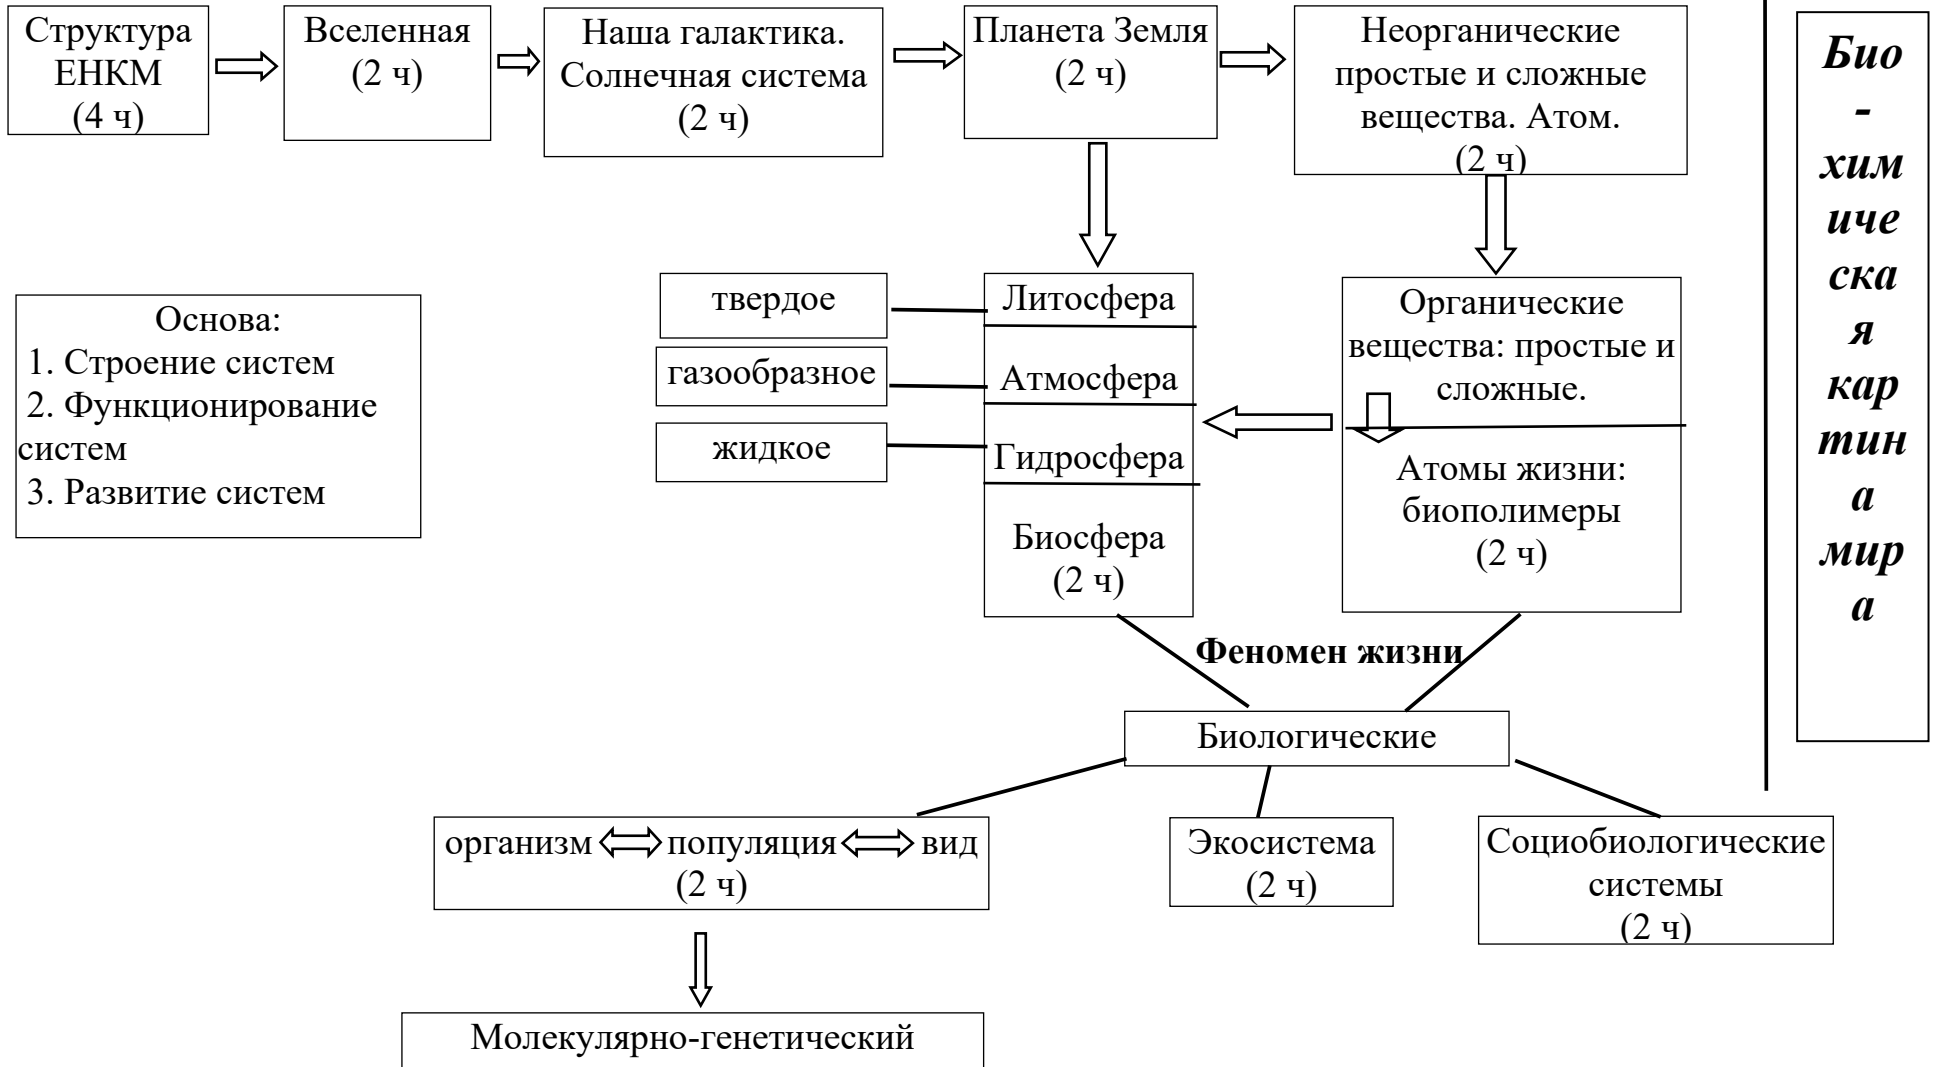 Структура
ЕНКМ
(4 ч)
Вселенная
(2 ч)
Наша галактика.
Солнечная система
(2 ч)
Планета Земля
(2 ч)
Неорганические
простые и сложные
вещества. Атом.
(2 ч)
Био
-
хим
иче
ска
я
кар
тин
а
мир
а
Основа:
1. Строение систем
2. Функционирование
систем
3. Развитие систем
твердое
газообразное
жидкое
Литосфера
Атмосфера
Гидросфера
Биосфера
(2 ч)
Органические
вещества: простые и
сложные.
Атомы жизни:
биополимеры
(2 ч)
Феномен жизни
Биологические
организм популяция вид
(2 ч)
Экосистема
(2 ч)
Социобиологические
системы
(2 ч)
Молекулярно-генетический